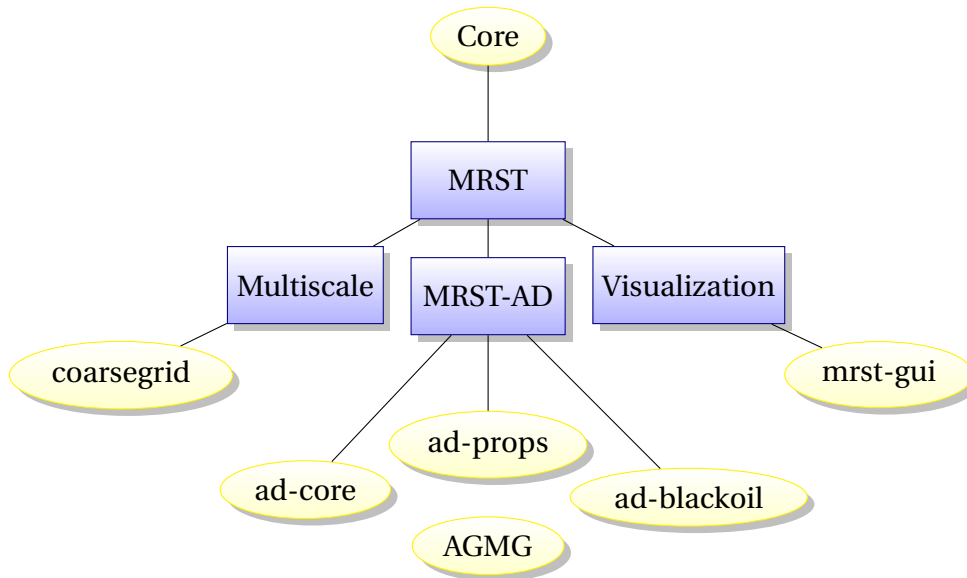 Core
MRST
Multiscale
MRST-AD
Visualization
coarsegrid
mrst-gui
ad-props
ad-core
ad-blackoil
AGMG